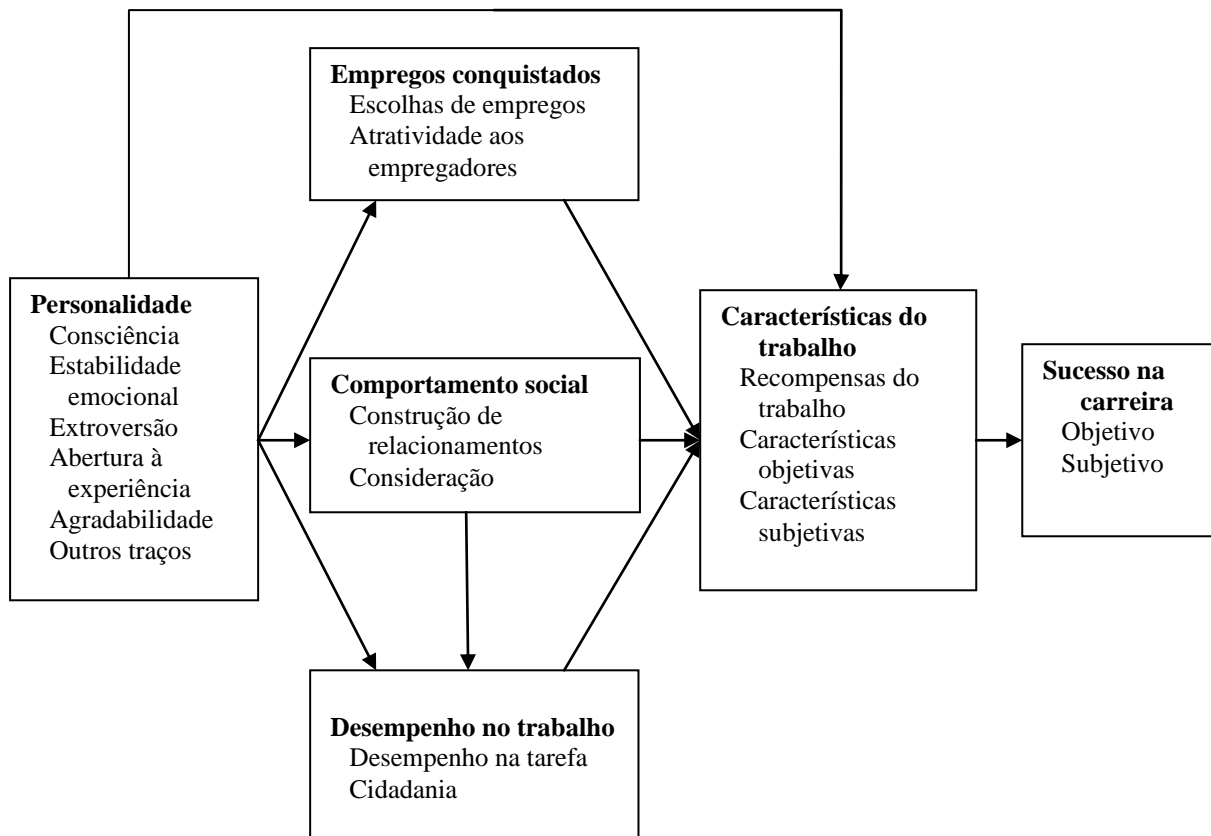 Empregos conquistados
Escolhas de empregos
Atratividade aos
empregadores
Personalidade
Consciência
Estabilidade
emocional
Extroversão
Abertura à
experiência
Agradabilidade
Outros traços
Comportamento social
Construção de
relacionamentos
Consideração
Desempenho no trabalho
Desempenho na tarefa
Cidadania
Características do
trabalho
Recompensas do
trabalho
Características
objetivas
Características
subjetivas
Sucesso na
carreira
Objetivo
Subjetivo